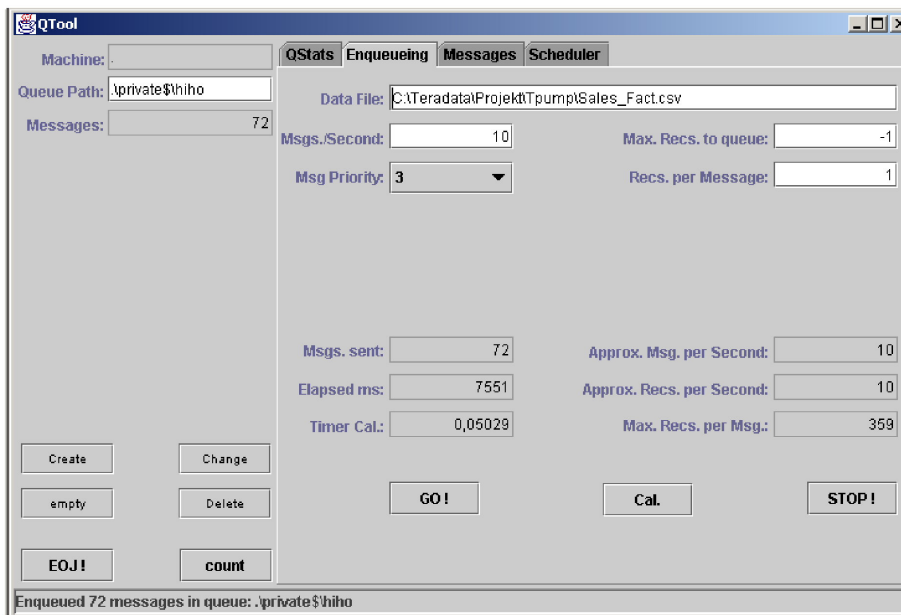 QTool
Machine: .
Queue Path: .\private$\hiho
Messages: 72
QStats Enqueueing Messages Scheduler
Data File: C:\Teradata\Projekt\Tpump\Sales_Fact.csv
Msgs./Second: 10 Max. Recs. to queue: -1
Msg Priority: 3 Recs. per Message: 1
Msgs. sent: 72 Approx. Msg. per Second: 10
Elapsed ms: 7551 Approx. Recs. per Second: 10
Timer Cal.: 0,05029 Max. Recs. per Msg.: 359
Create Change
empty Delete
GO! Cal. STOP!
EOJ! count
Enqueued 72 messages in queue: .\private$\hiho